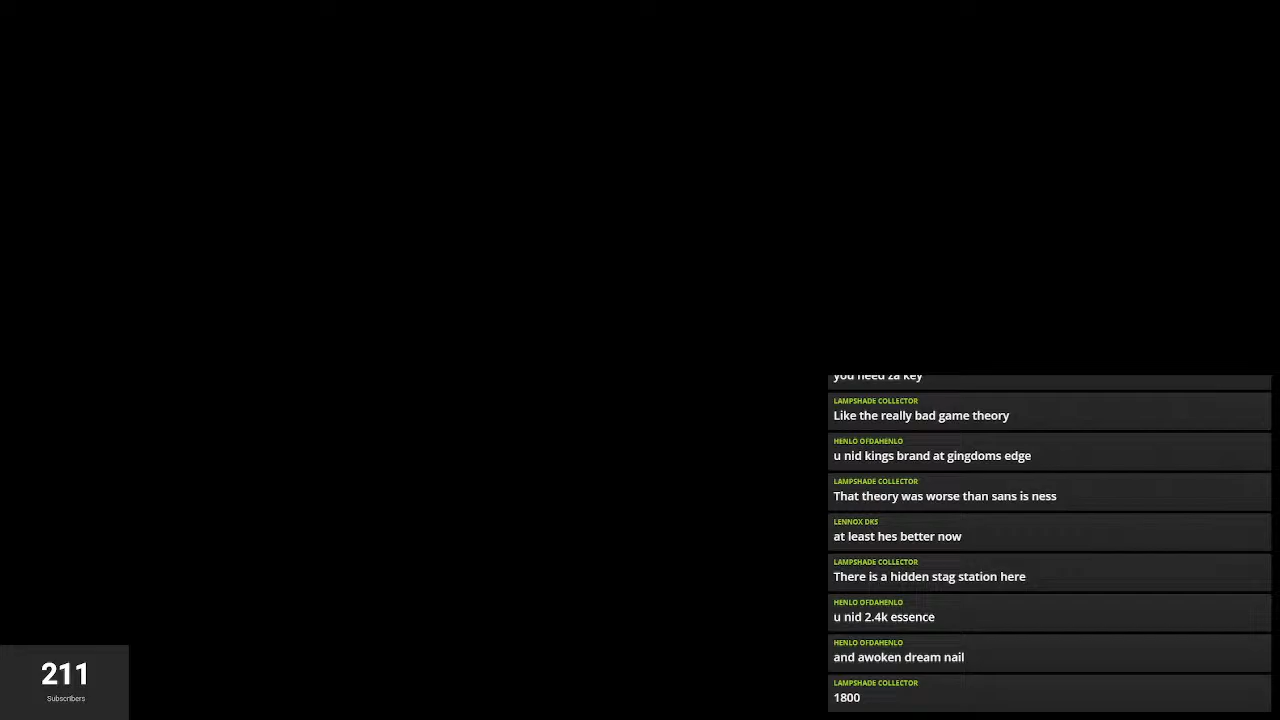 you need za key
LAMPSHADE COLLECTOR
Like the really bad game theory
HENLO OFDAHENLO
u nid kings brand at gingdoms edge
LAMPSHADE COLLECTOR
That theory was worse than sans is ness
LENNOX DKS
at least hes better now
LAMPSHADE COLLECTOR
There is a hidden stag station here
HENLO OFDAHENLO
u nid 2.4k essence
HENLO OFDAHENLO
and awoken dream nail
LAMPSHADE COLLECTOR
1800
211
Subscribers